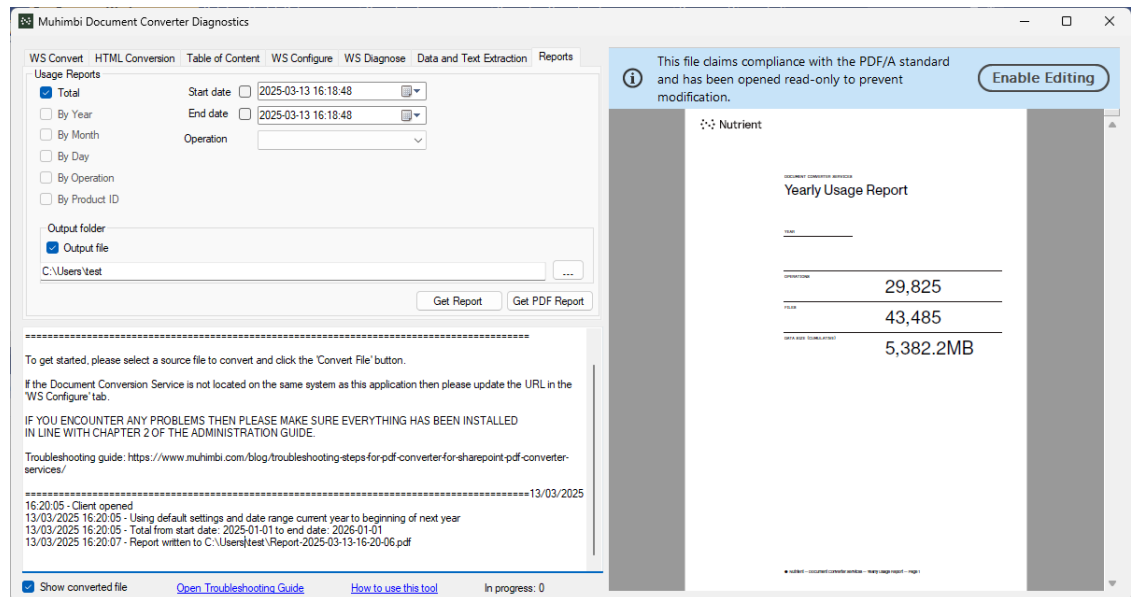 Muhimbi Document Converter Diagnostics
WS Convert HTML Conversion Table of Content WS Configure WS Diagnose Data and Text Extraction Reports
Usage Reports
Total
Start date 2025-03-13 16:18:48
By Year
End date 2025-03-13 16:18:48
By Month
Operation
By Day
By Operation
By Product ID
Output folder
Output file
C:\Users\test
...
Get Report Get PDF Report
==========================================================================================
To get started, please select a source file to convert and click the 'Convert File' button.
If the Document Conversion Service is not located on the same system as this application then please update the URL in the
'WS Configure' tab.
IF YOU ENCOUNTER ANY PROBLEMS THEN PLEASE MAKE SURE EVERYTHING HAS BEEN INSTALLED
IN LINE WITH CHAPTER 2 OF THE ADMINISTRATION GUIDE.
Troubleshooting guide: https://www.muhimbi.com/blog/troubleshooting-steps-for-pdf-converter-for-sharepoint-pdf-converter-
services/
==========================================================================================13/03/2025
16:20:05 - Client opened
13/03/2025 16:20:05 - Using default settings and date range current year to beginning of next year
13/03/2025 16:20:05 - Total from start date: 2025-01-01 to end date: 2026-01-01
13/03/2025 16:20:07 - Report written to C:\Users\test\Report-2025-03-13-16-20-06.pdf
Show converted file Open Troubleshooting Guide How to use this tool In progress: 0
This file claims compliance with the PDF/A standard
and has been opened read-only to prevent
modification.
Enable Editing
Nutrient
DOCUMENT CONVERTER SERVICES
Yearly Usage Report
YEAR
OPERATIONS
29,825
FILES
43,485
DATA SIZE (CUMULATIVE)
5,382.2MB
Nutrient – Document Converter Services – Yearly Usage Report – Page 1